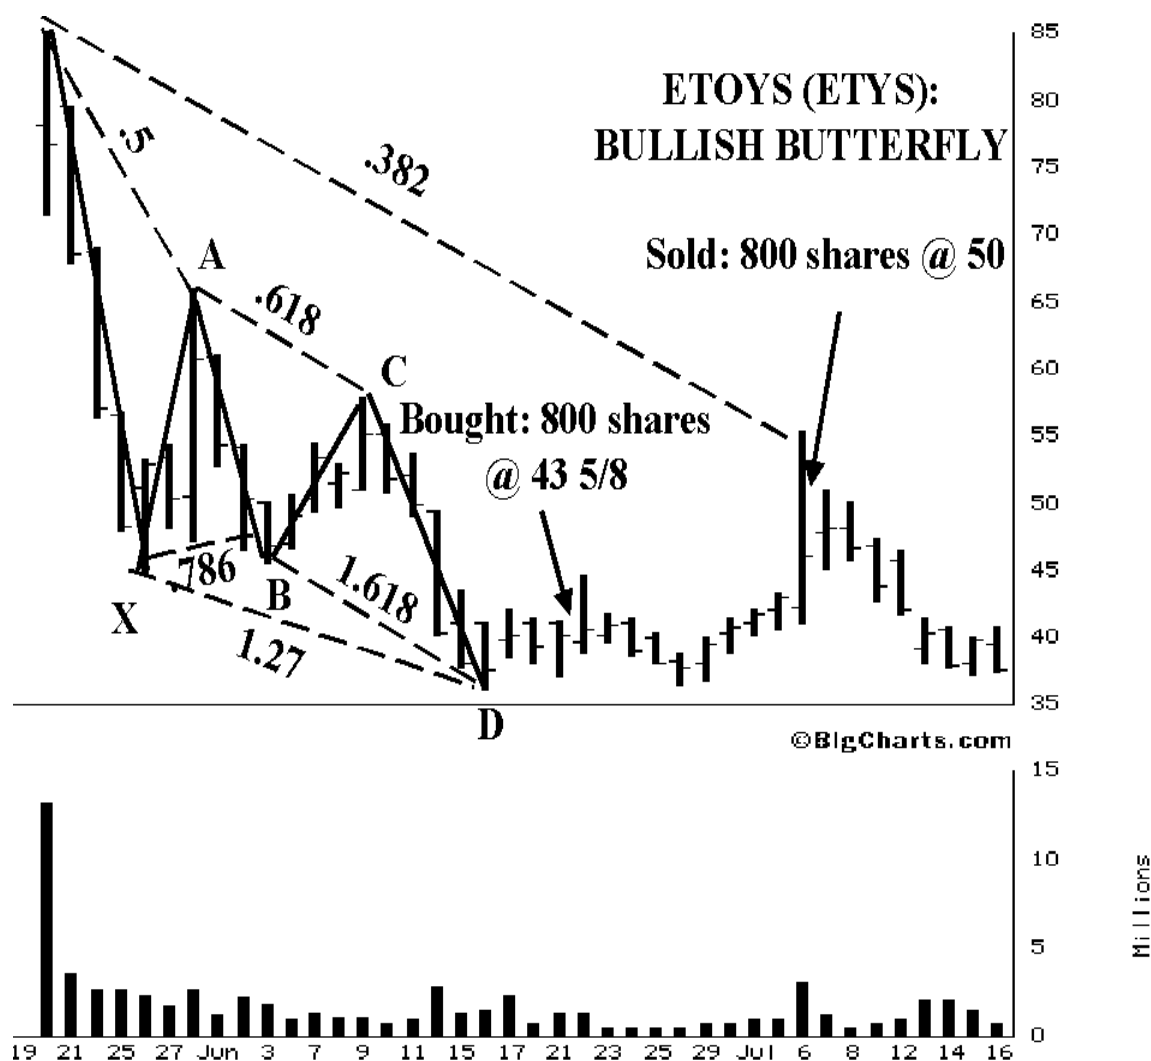 85
ETOYS (ETYS):
80
BULLISH BUTTERFLY
.5
.382
75
70
Sold: 800 shares @ 50
A
.618
65
60
C
Bought: 800 shares
55
@ 43 5/8
50
.786
1.618
45
X
B
1.27
40
35
D
©BigCharts.com
15
10
Millions
5
0
19 21 25 27 Jun 3 7 9 11 15 17 23 25 29 Jul 6 8 12 14 16